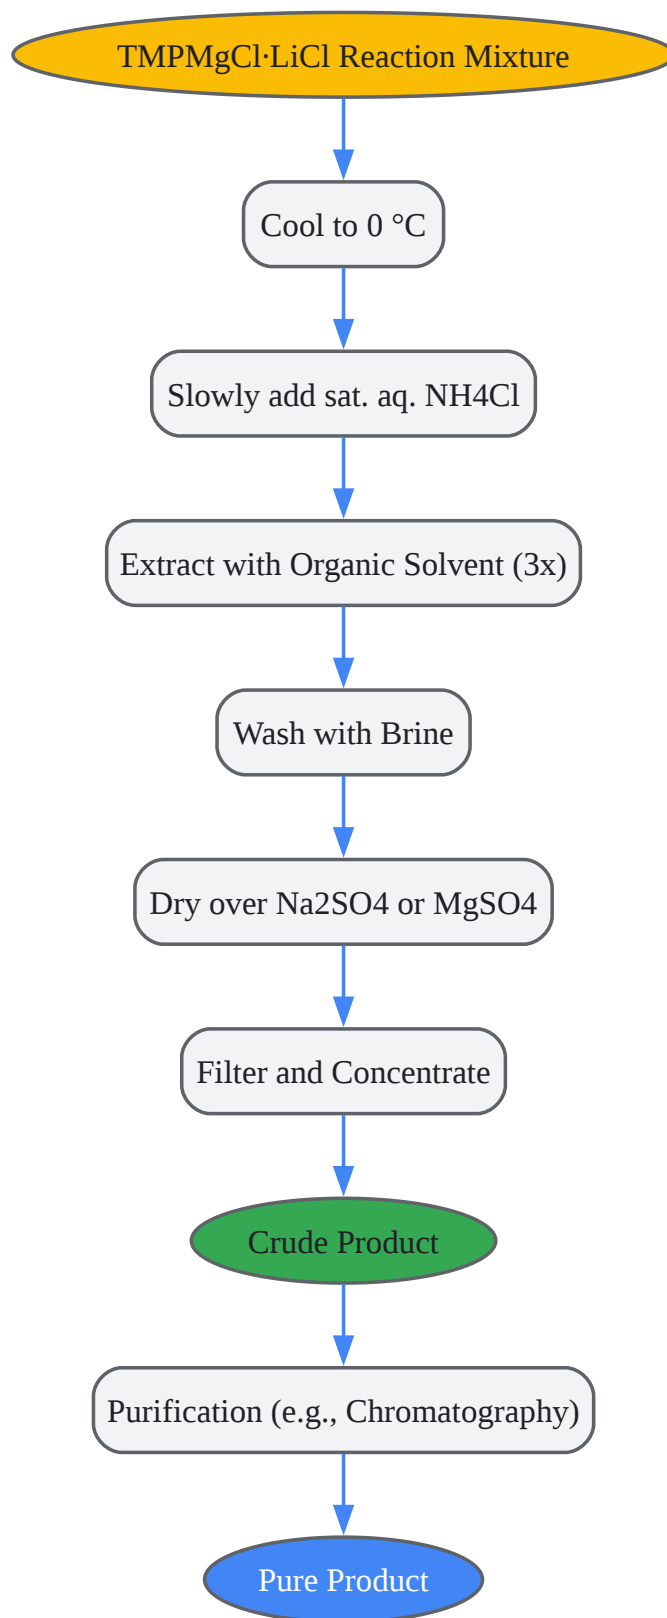 TMPMgCl·LiCl Reaction Mixture
Cool to 0 °C
Slowly add sat. aq. NH4Cl
Extract with Organic Solvent (3x)
Wash with Brine
Dry over Na2SO4 or MgSO4
Filter and Concentrate
Crude Product
Purification (e.g., Chromatography)
Pure Product